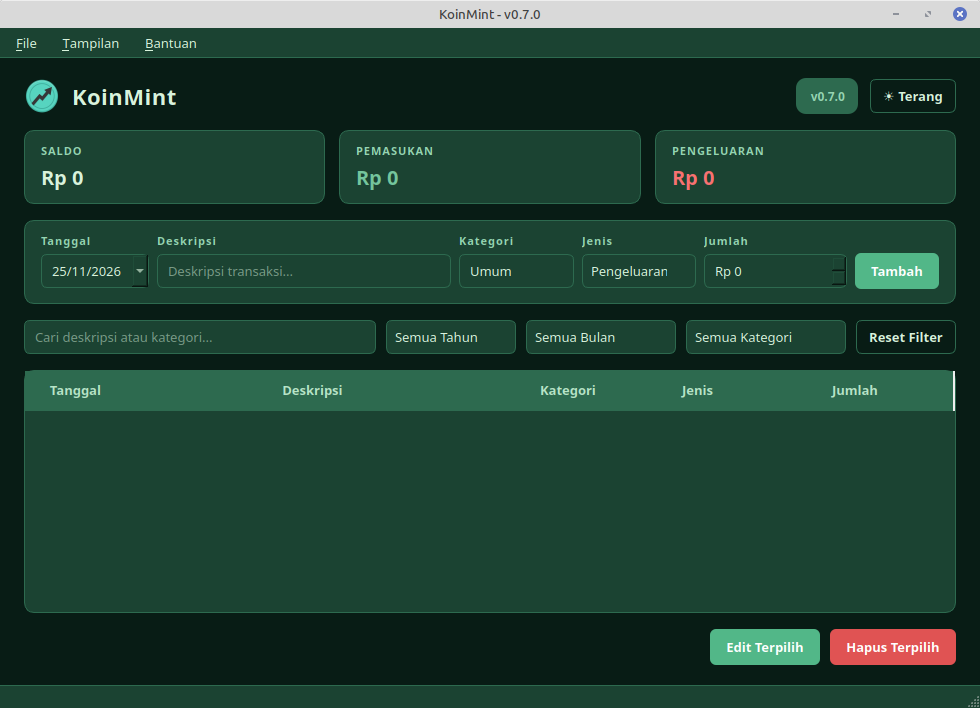 KoinMint - v0.7.0
File Tampilan Bantuan
KoinMint v0.7.0 ☀ Terang
SALDO PEMASUKAN PENGELUARAN
Rp 0 Rp 0 Rp 0
Tanggal Deskripsi Kategori Jenis Jumlah
25/11/2026 Deskripsi transaksi... Umum Pengeluaran Rp 0 Tambah
Cari deskripsi atau kategori... Semua Tahun Semua Bulan Semua Kategori Reset Filter
Tanggal Deskripsi Kategori Jenis Jumlah
Edit Terpilih Hapus Terpilih